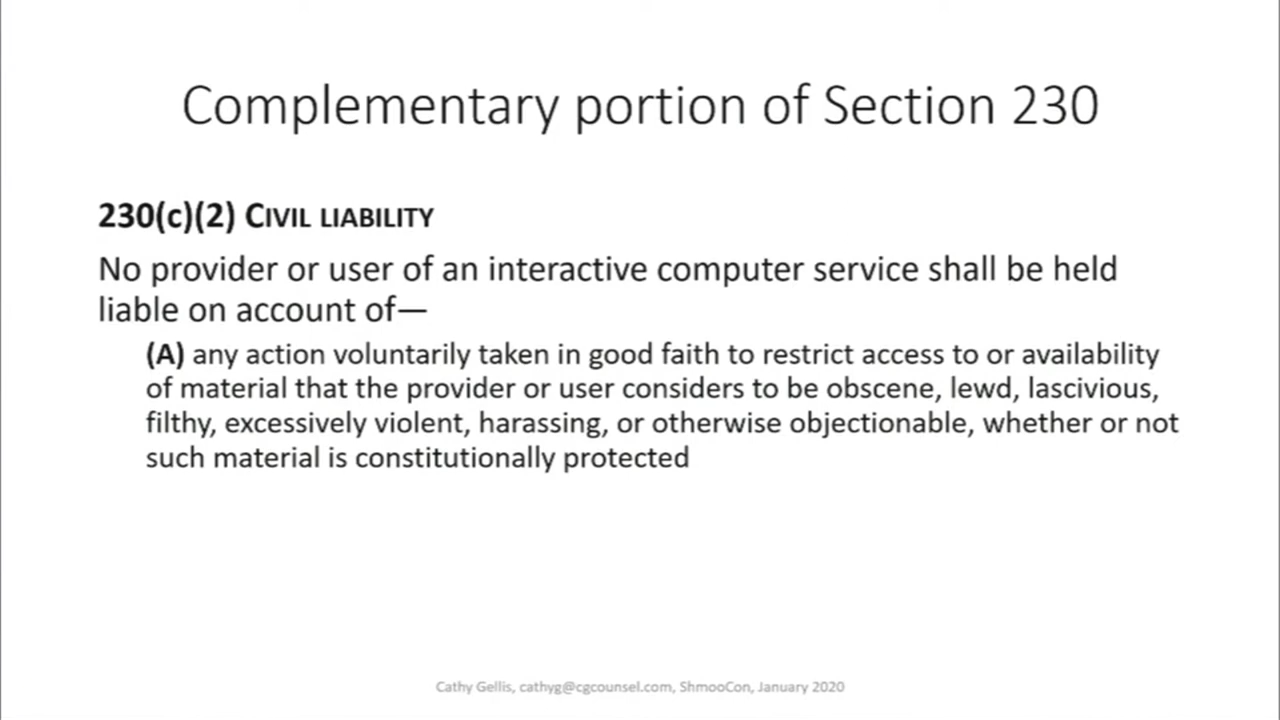 Complementary portion of Section 230
230(c)(2) CIVIL LIABILITY
No provider or user of an interactive computer service shall be held
liable on account of—
(A) any action voluntarily taken in good faith to restrict access to or availability
of material that the provider or user considers to be obscene, lewd, lascivious,
filthy, excessively violent, harassing, or otherwise objectionable, whether or not
such material is constitutionally protected
Cathy Gellis, cathyg@cgcounsel.com, ShmooCon, January 2020